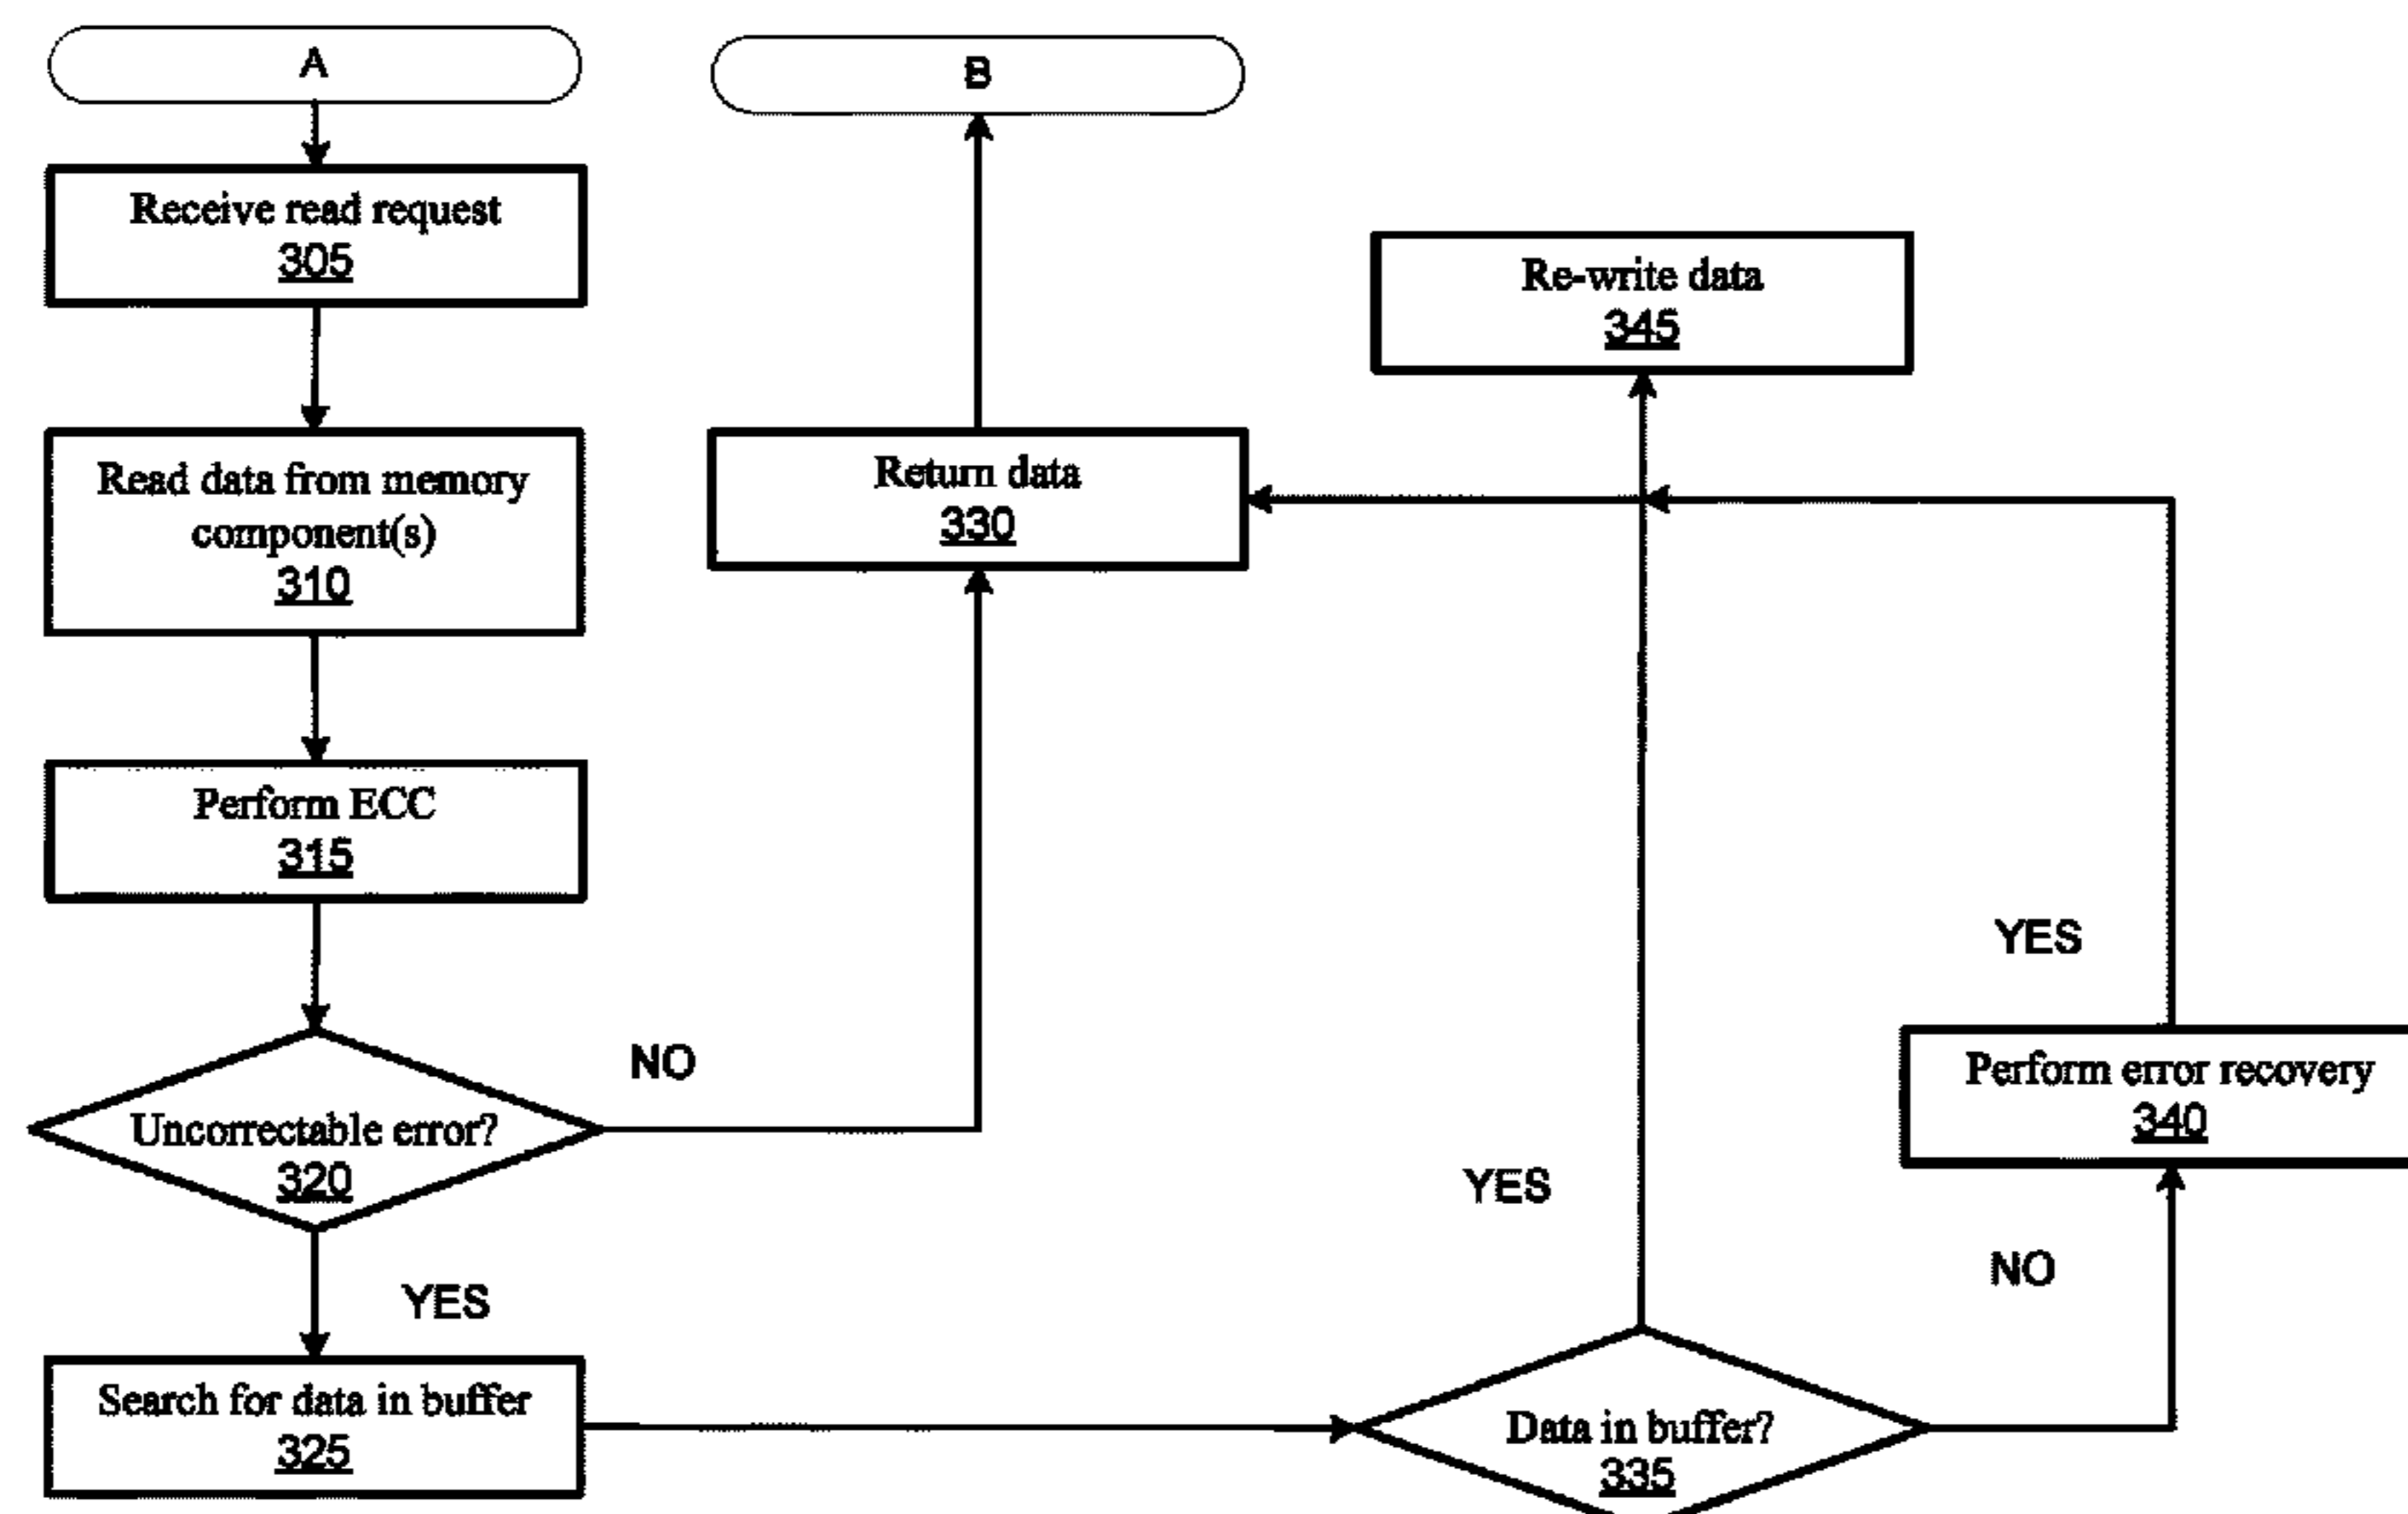 A
B
Receive read request
305
Re-write data
345
Read data from memory
component(s)
310
Return data
330
Perform ECC
315
YES
NO
Perform error recovery
340
Uncorrectable error?
320
YES
NO
YES
Search for data in buffer
325
Data in buffer?
335